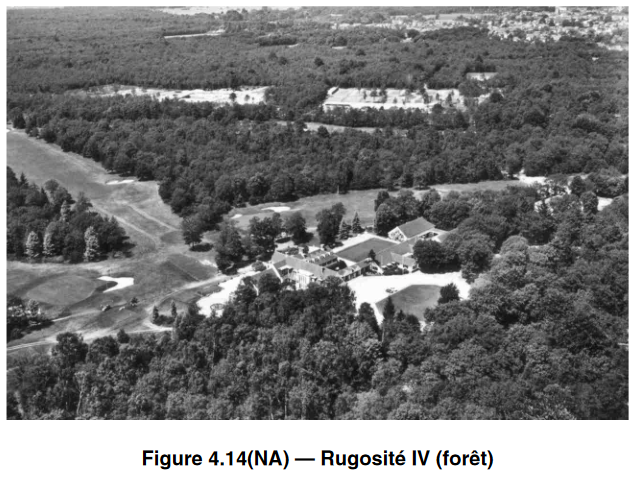 Figure 4.14(NA) — Rugosité IV (forêt)